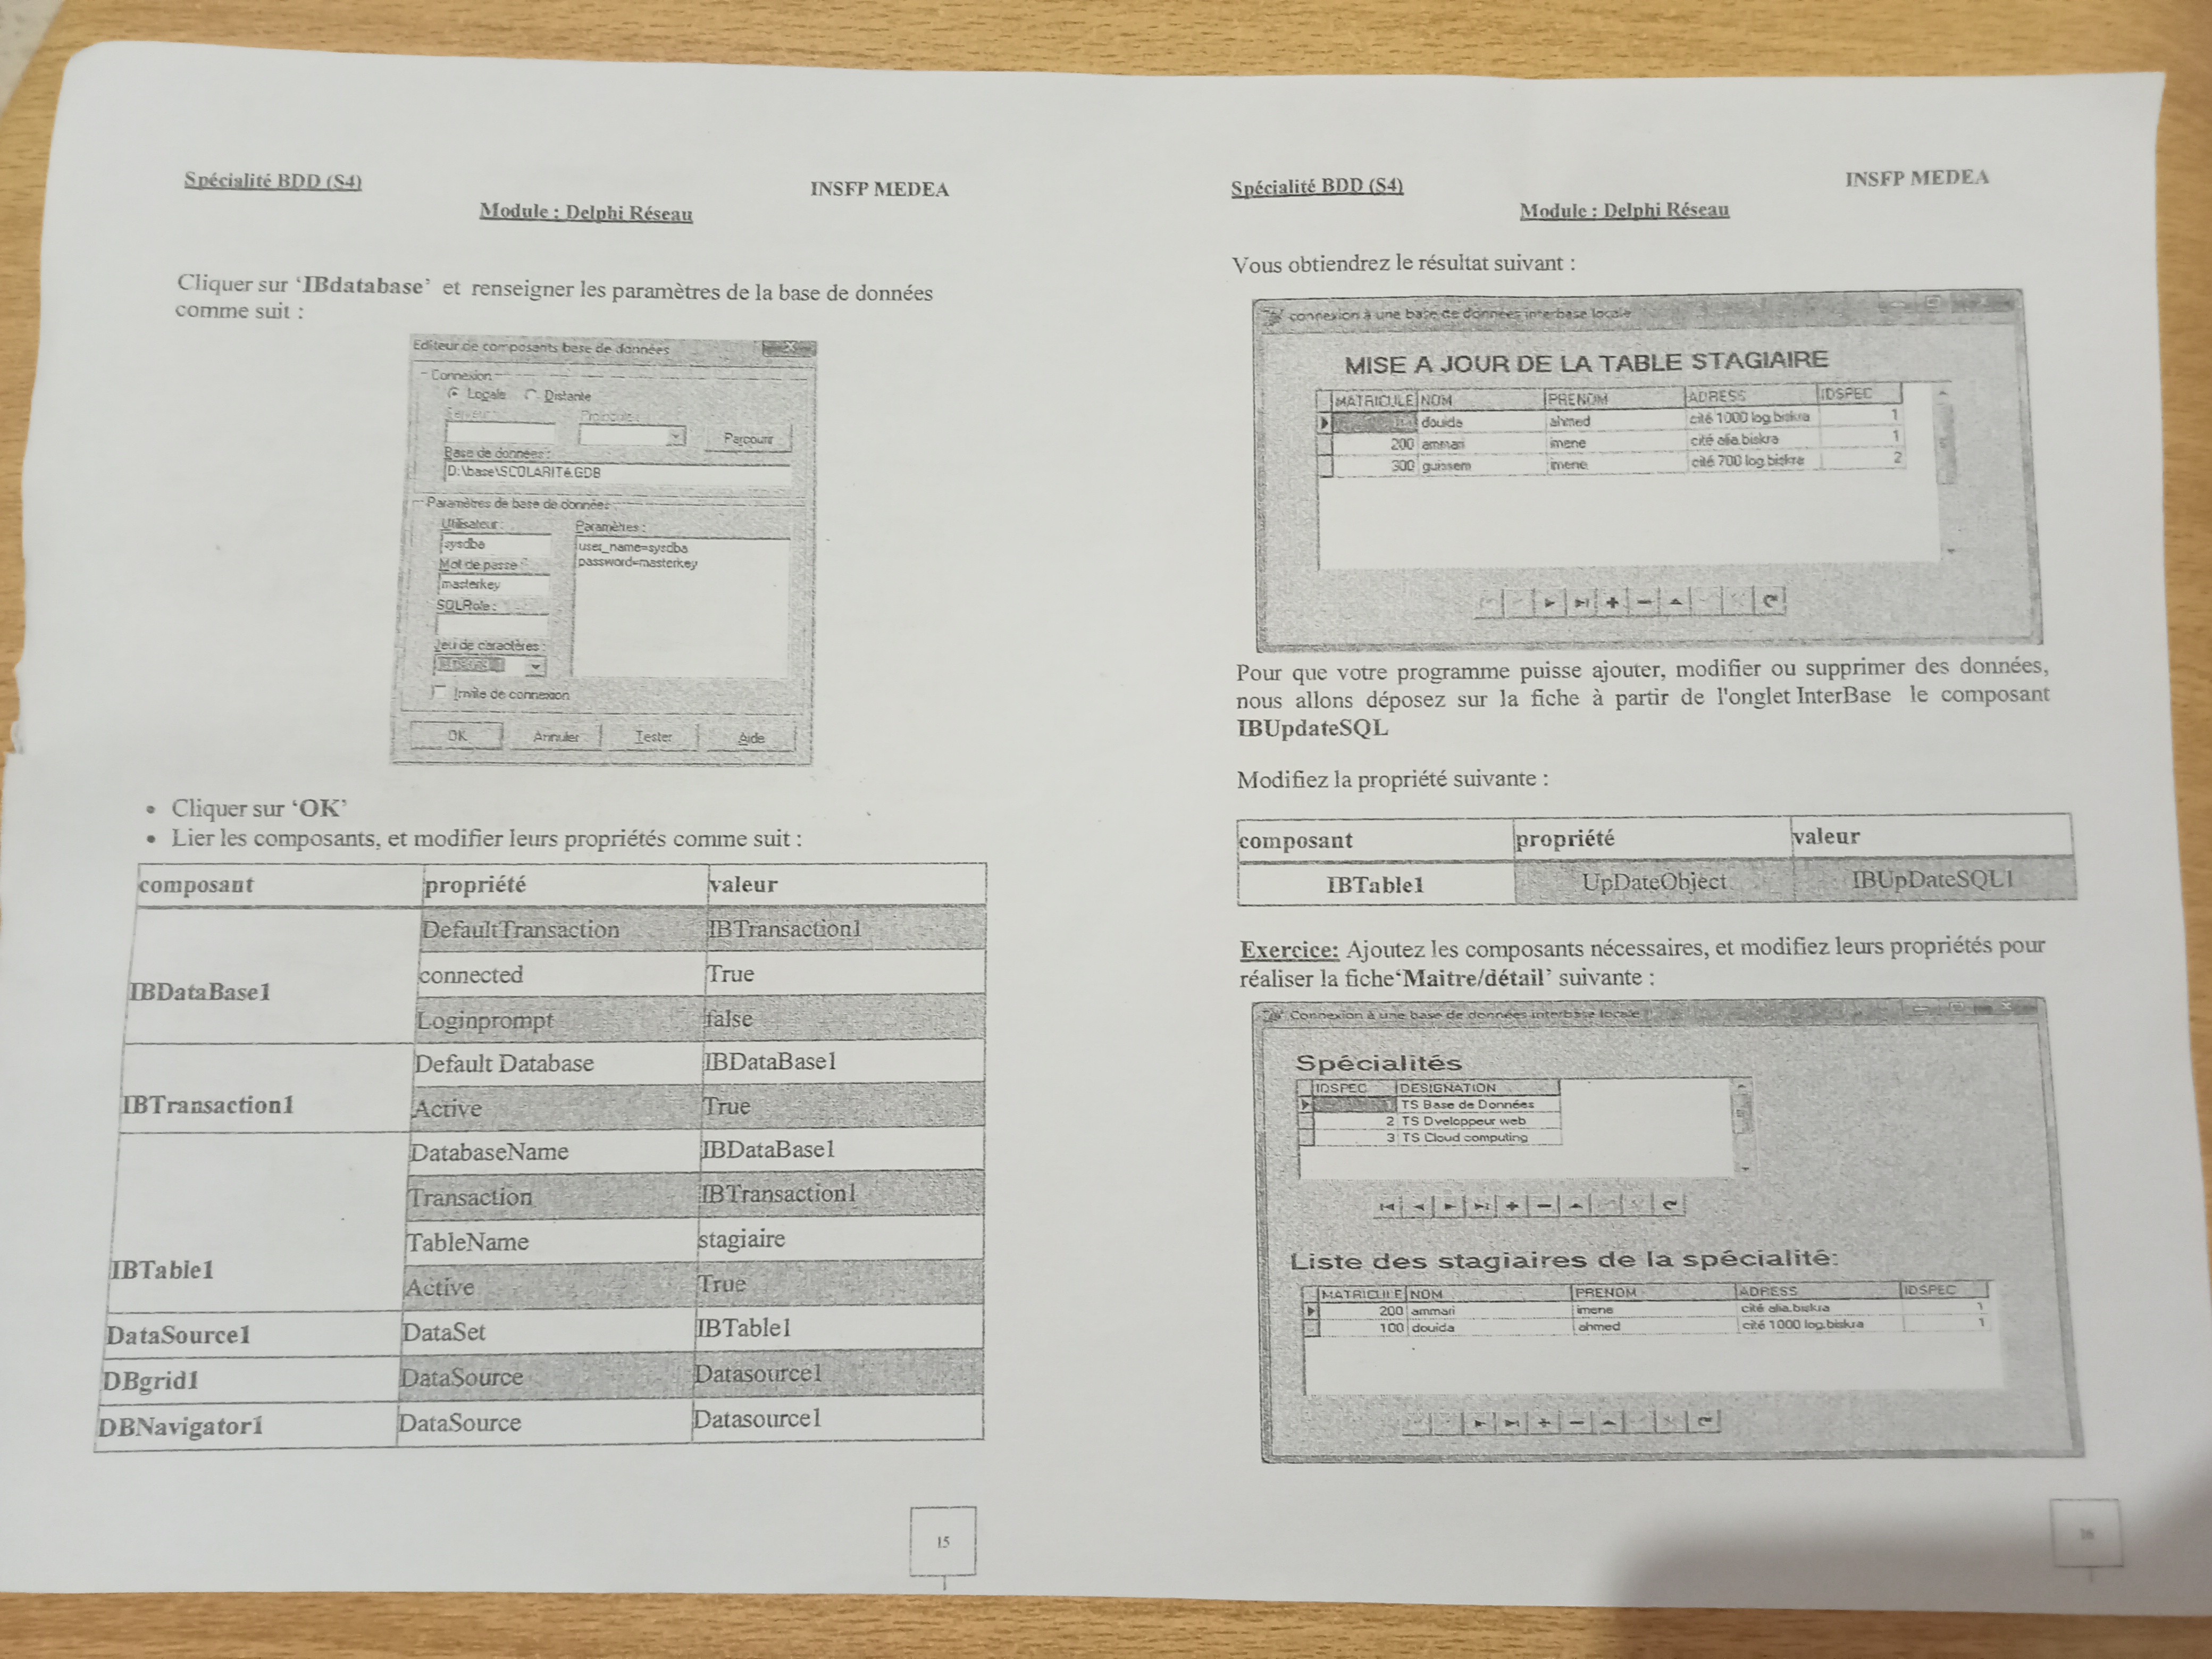 Spécialité BDD (S4)
INSFP MEDEA
Module : Delphi Réseau
Cliquer sur ‘IBdatabase’ et renseigner les paramètres de la base de données
comme suit :
Editeur de composants base de données
Connexion
Locale Distante
Parcourir
Base de données :
D:\base\SCOLARITé.GDB
Paramètres de base de données
Utilisateur :
Paramètres :
sysdba
user_name=sysdba
Mot de passe
password=masterkey
masterkey
SQLRole :
Jeu de caractères :
Invite de connexion
OK Annuler Tester Aide
• Cliquer sur ‘OK’
• Lier les composants, et modifier leurs propriétés comme suit :
composant propriété valeur
IBDataBase1
DefaultTransaction IBTransaction1
connected True
Loginprompt false
IBTransaction1
Default Database IBDataBase1
Active True
IBTable1
DatabaseName IBDataBase1
Transaction IBTransaction1
TableName stagiaire
Active True
DataSource1 DataSet IBTable1
DBgrid1 DataSource Datasource1
DBNavigator1 DataSource Datasource1
15
Spécialité BDD (S4)
INSFP MEDEA
Module : Delphi Réseau
Vous obtiendrez le résultat suivant :
connexion à une base de données interbase locale
MISE A JOUR DE LA TABLE STAGIAIRE
MATRICULE NOM PRENOM ADRESS IDSPEC
douida ahmed cité 1000 log.biskra 1
200 ammari imene cité alia.biskra 1
300 guissem imene cité 700 log.biskra 2
Pour que votre programme puisse ajouter, modifier ou supprimer des données,
nous allons déposez sur la fiche à partir de l'onglet InterBase le composant
IBUpdateSQL
Modifiez la propriété suivante :
composant propriété valeur
IBTable1 UpDateObject IBUpDateSQL1
Exercice: Ajoutez les composants nécessaires, et modifiez leurs propriétés pour
réaliser la fiche‘Maitre/détail’ suivante :
Connexion à une base de données interbase locale
Spécialités
IDSPEC DESIGNATION
1 TS Base de Données
2 TS Dveloppeur web
3 TS Cloud computing
Liste des stagiaires de la spécialité:
MATRICULE NOM PRENOM ADRESS IDSPEC
200 ammari imene cité alia.biskra 1
100 douida ahmed cité 1000 log.biskra 1
16